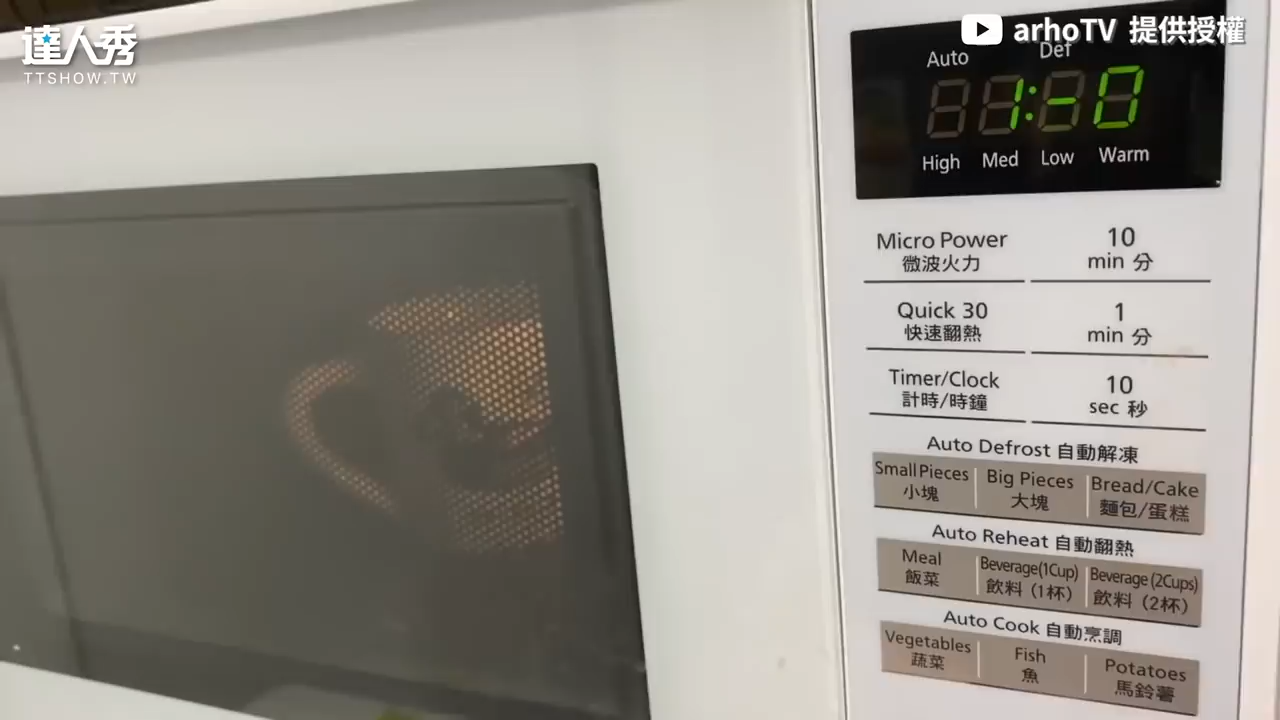 達人秀
TTSHOW.TW
arhoTV 提供授權
Auto Def
1:-0
High Med Low Warm
Micro Power
微波火力
10
min 分
Quick 30
快速翻熱
1
min 分
Timer/Clock
計時/時鐘
10
sec 秒
Auto Defrost 自動解凍
Small Pieces
小塊
Big Pieces
大塊
Bread/Cake
麵包/蛋糕
Auto Reheat 自動翻熱
Meal
飯菜
Beverage(1Cup)
飲料 (1杯)
Beverage (2Cups)
飲料 (2杯)
Auto Cook 自動烹調
Vegetables
蔬菜
Fish
魚
Potatoes
馬鈴薯